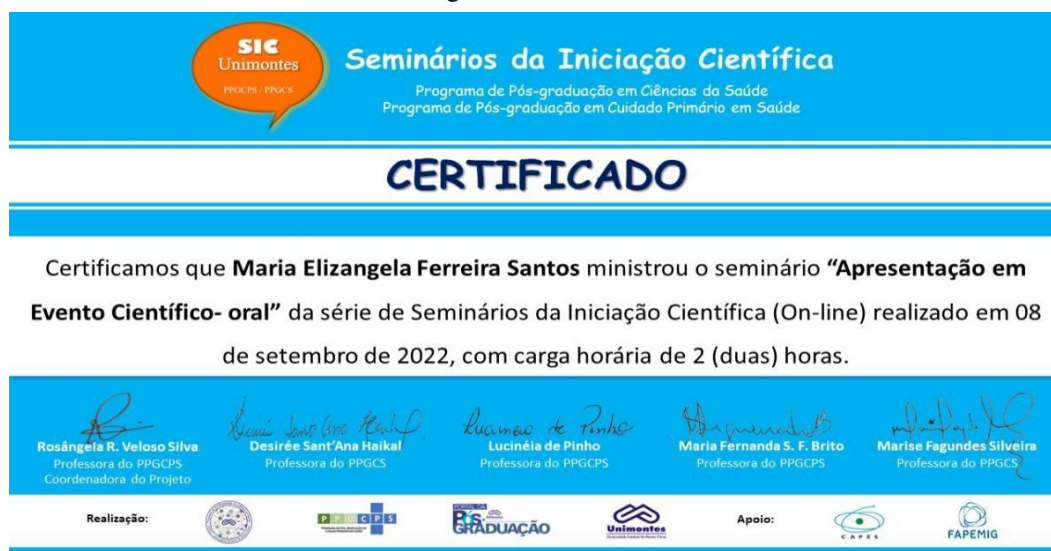 SIC
Unimontes
PPGCPS / PPGCS
Seminários da Iniciação Científica
Programa de Pós-graduação em Ciências da Saúde
Programa de Pós-graduação em Cuidado Primário em Saúde
CERTIFICADO
Certificamos que Maria Elizangela Ferreira Santos ministrou o seminário “Apresentação em
Evento Científico- oral” da série de Seminários da Iniciação Científica (On-line) realizado em 08
de setembro de 2022, com carga horária de 2 (duas) horas.
Rosângela R. Veloso Silva
Professora do PPGCPS
Coordenadora do Projeto
Desirée Sant’Ana Haikal
Professora do PPGCS
Lucinéia de Pinho
Professora do PPGCPS
Maria Fernanda S. F. Brito
Professora do PPGCPS
Marise Fagundes Silveira
Professora do PPGCS
Realização:
PPGCPS
PORTAL DA
PÓS-
GRADUAÇÃO
Unimontes
Apoio:
CAPES
FAPEMIG